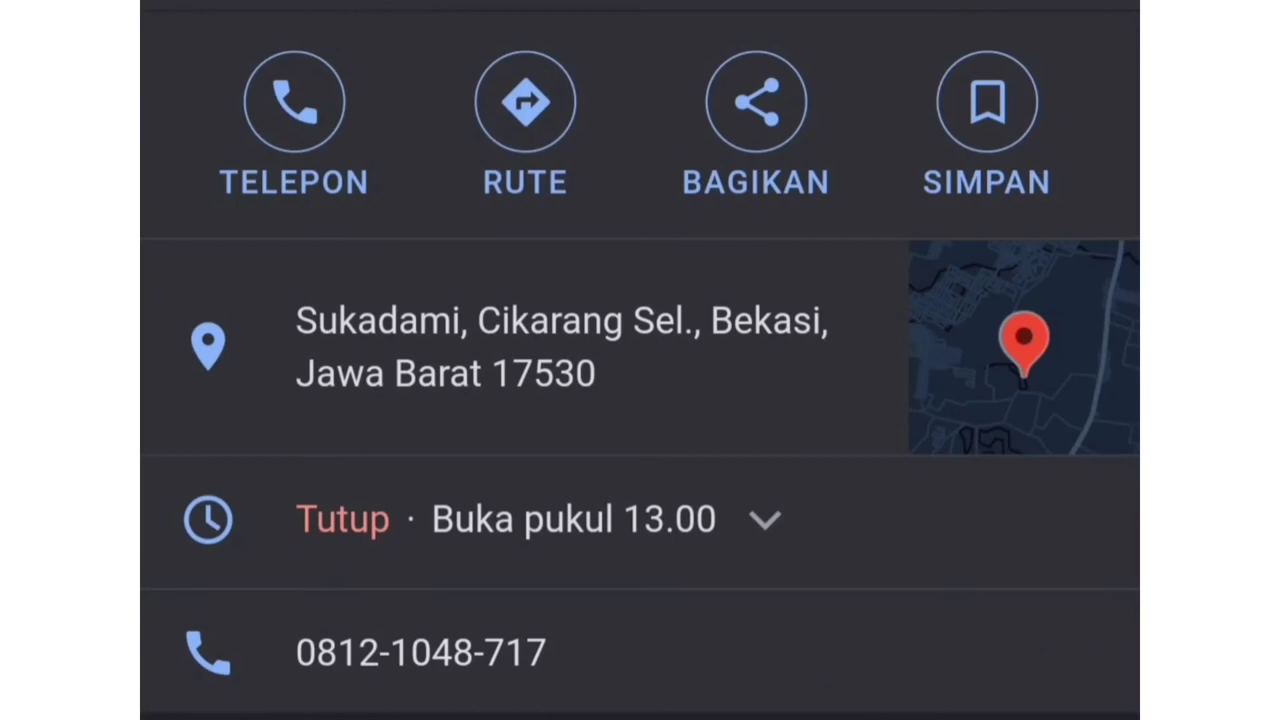 TELEPON RUTE BAGIKAN SIMPAN
Sukadami, Cikarang Sel., Bekasi,
Jawa Barat 17530
Tutup · Buka pukul 13.00
0812-1048-717